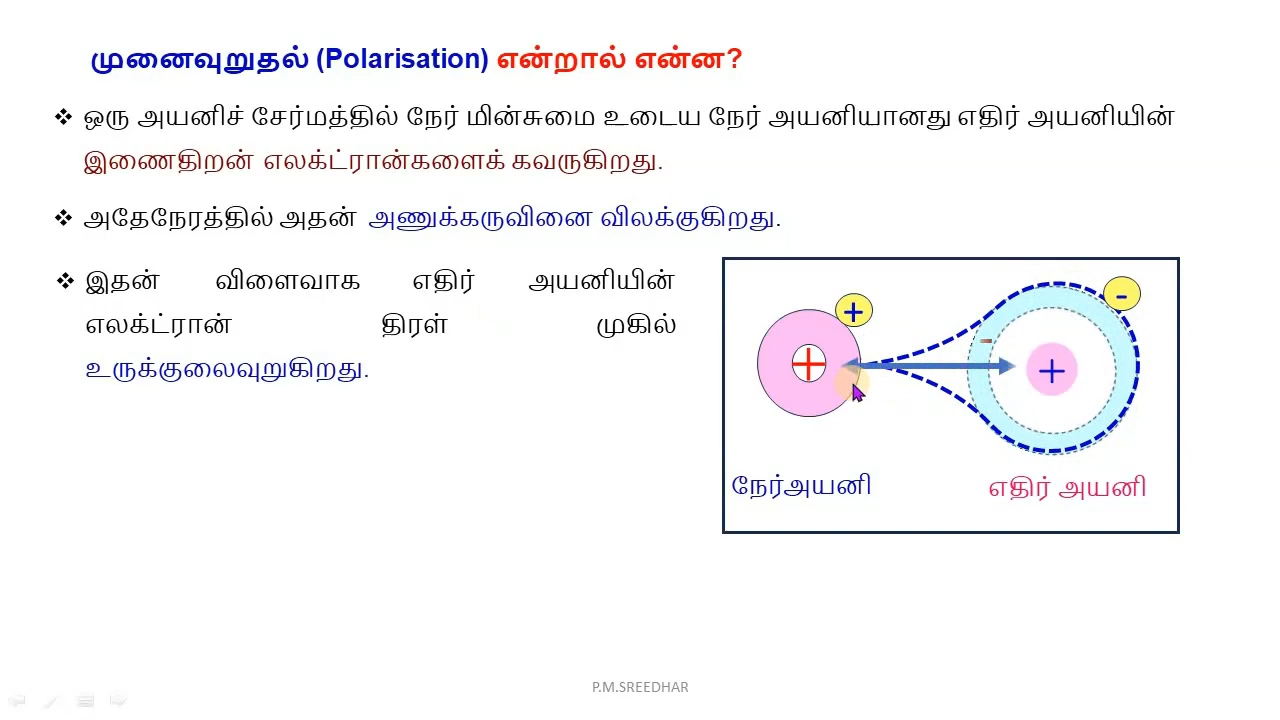 முனைவுறுதல் (Polarisation) என்றால் என்ன?
❖ ஒரு அயனிச் சேர்மத்தில் நேர் மின்சுமை உடைய நேர் அயனியானது எதிர் அயனியின்
இணைதிறன் எலக்ட்ரான்களைக் கவருகிறது.
❖ அதேநேரத்தில் அதன் அணுக்கருவினை விலக்குகிறது.
❖ இதன் விளைவாக எதிர் அயனியின்
எலக்ட்ரான் திரள் முகில்
உருக்குலைவுறுகிறது.
+ -
+ - +
நேர்அயனி எதிர் அயனி
P.M.SREEDHAR